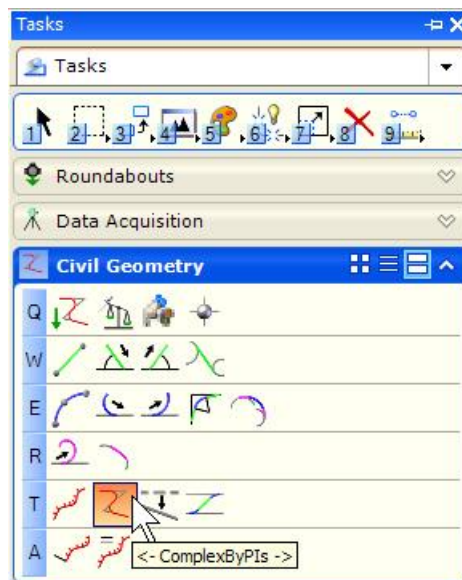 Tasks
Tasks
1 2 3 4 5 6 7 8 9
Roundabouts
Data Acquisition
Civil Geometry
Q
W
E
R
T
A
<- ComplexByPIs ->